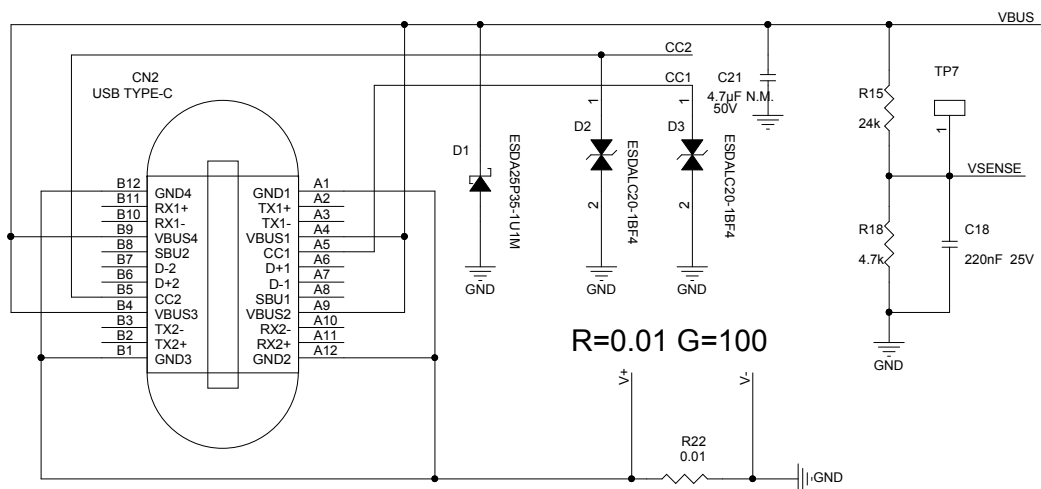 VBUS
CC2
CC1
CN2
USB TYPE-C
C21
4.7µF N.M.
50V
TP7
1
R15
24k
VSENSE
D1
ESDA25P35-1U1M
GND
D2
1
2
ESDALC20-1BF4
GND
D3
1
2
ESDALC20-1BF4
GND
GND
R18
4.7k
C18
220nF 25V
GND
B12 GND4 GND1 A1
B11 RX1+ TX1+ A2
B10 RX1- TX1- A3
B9 VBUS4 VBUS1 A4
B8 SBU2 CC1 A5
B7 D-2 D+1 A6
B6 D+2 D-1 A7
B5 CC2 SBU1 A8
B4 VBUS3 VBUS2 A9
B3 TX2- RX2- A10
B2 TX2+ RX2+ A11
B1 GND3 GND2 A12
R=0.01 G=100
V+
V-
R22
0.01
GND